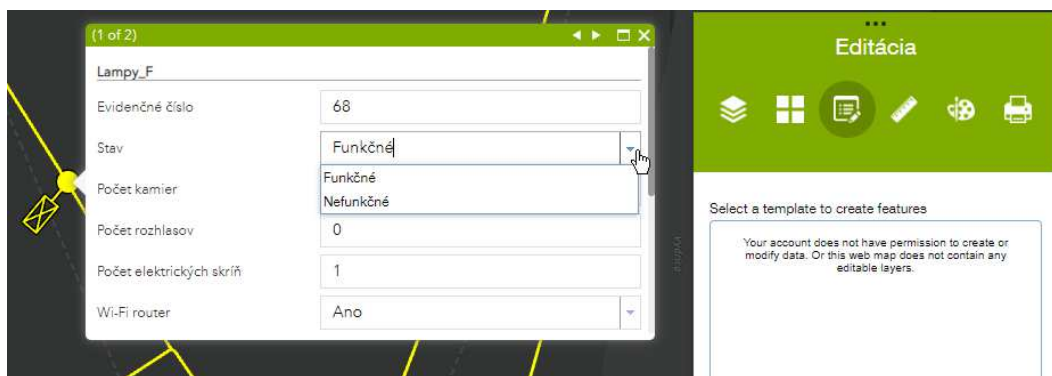 (1 of 2)
Lampy_F
Evidenčné číslo
68
Stav
Funkčné
Funkčné
Nefunkčné
Počet kamier
Počet rozhlasov
0
Počet elektrických skríň
1
Wi-Fi router
Ano
Editácia
Select a template to create features
Your account does not have permission to create or
modify data. Or this web map does not contain any
editable layers.